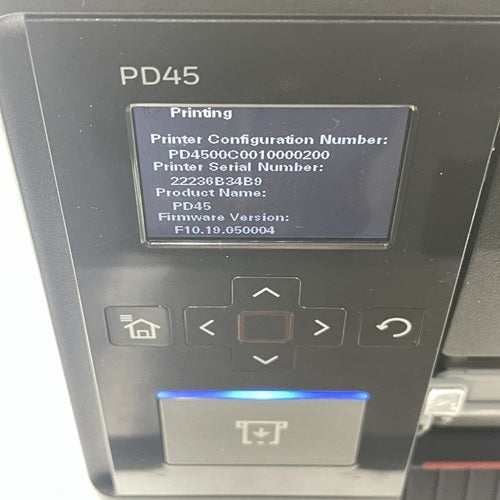 PD45
Printing
Printer Configuration Number:
PD4500C0010000200
Printer Serial Number:
22236B34B9
Product Name:
PD45
Firmware Version:
F10.19.050004